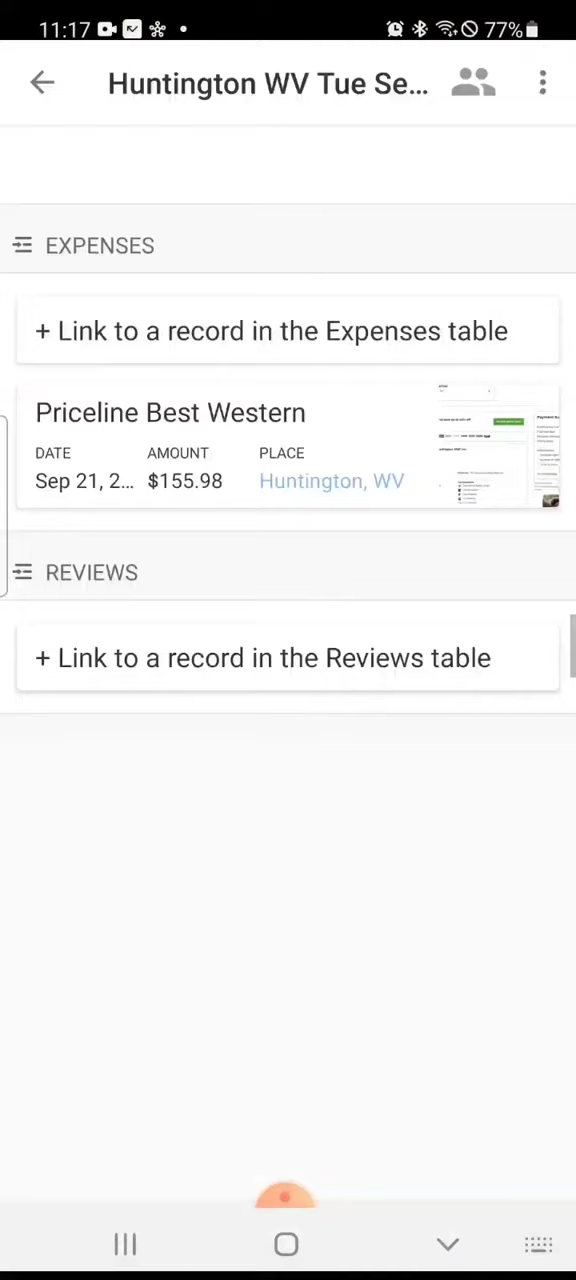 11:17 77%
Huntington WV Tue Se...
EXPENSES
+ Link to a record in the Expenses table
Priceline Best Western
DATE AMOUNT PLACE
Sep 21, 2... $155.98 Huntington, WV
REVIEWS
+ Link to a record in the Reviews table